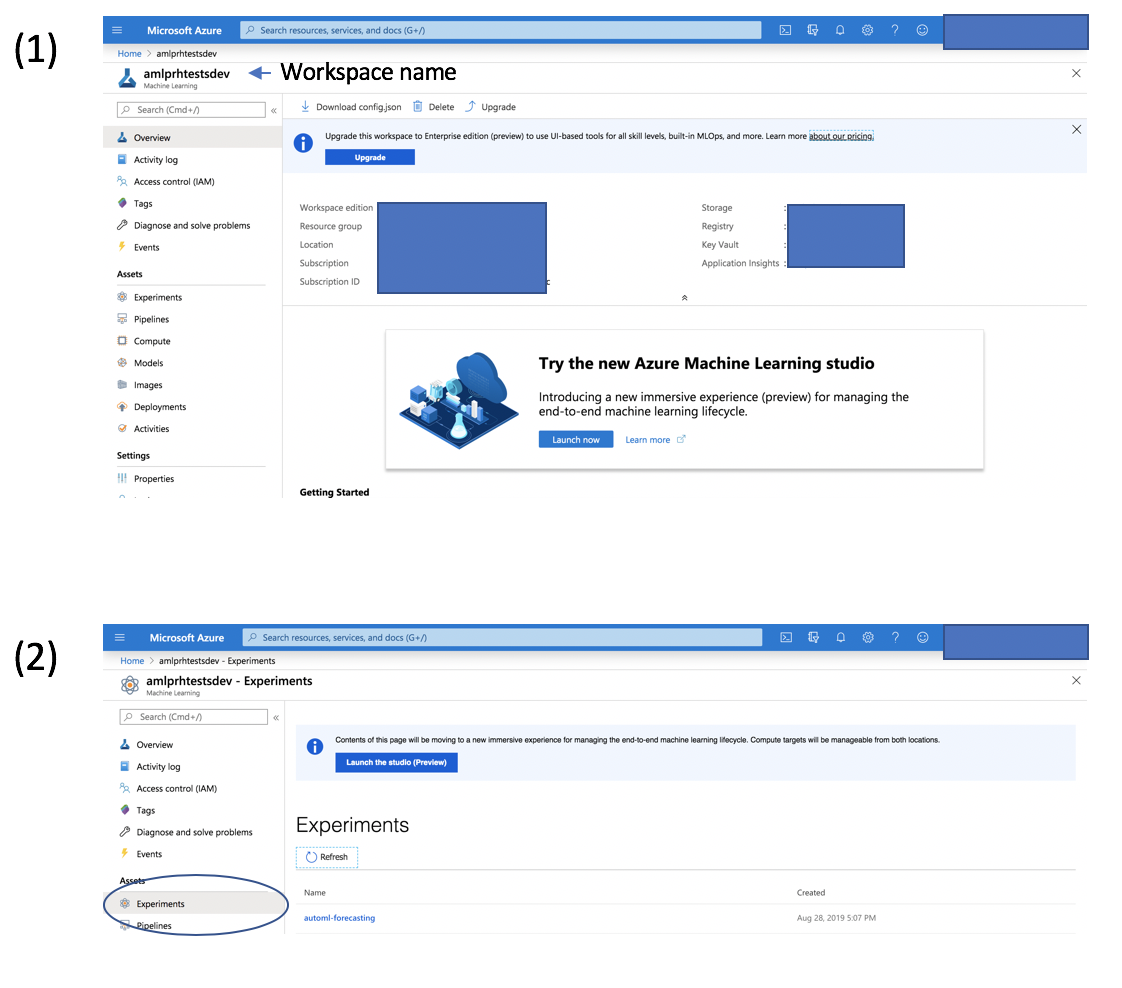 (1)
Microsoft Azure
Search resources, services, and docs (G+/)
Home > amlprhtestsdev
amlprhtestsdev
Workspace name
Machine Learning
Search (Cmd+/)
«
Download config.json
Delete
Upgrade
Upgrade this workspace to Enterprise edition (preview) to use UI-based tools for all skill levels, built-in MLOps, and more. Learn more about our pricing.
Upgrade
Overview
Activity log
Access control (IAM)
Tags
Diagnose and solve problems
Events
Assets
Experiments
Pipelines
Compute
Models
Images
Deployments
Activities
Settings
Properties
Workspace edition
Resource group
Location
Subscription
Subscription ID
c
Storage :
Registry :
Key Vault :
Application Insights :
Try the new Azure Machine Learning studio
Introducing a new immersive experience (preview) for managing the
end-to-end machine learning lifecycle.
Launch now
Learn more
Getting Started
(2)
Microsoft Azure
Search resources, services, and docs (G+/)
Home > amlprhtestsdev - Experiments
amlprhtestsdev - Experiments
Machine Learning
Search (Cmd+/)
«
Overview
Activity log
Access control (IAM)
Tags
Diagnose and solve problems
Events
Assets
Experiments
Pipelines
Contents of this page will be moving to a new immersive experience for managing the end-to-end machine learning lifecycle. Compute targets will be manageable from both locations.
Launch the studio (Preview)
Experiments
Refresh
Name
Created
automl-forecasting
Aug 28, 2019 5:07 PM